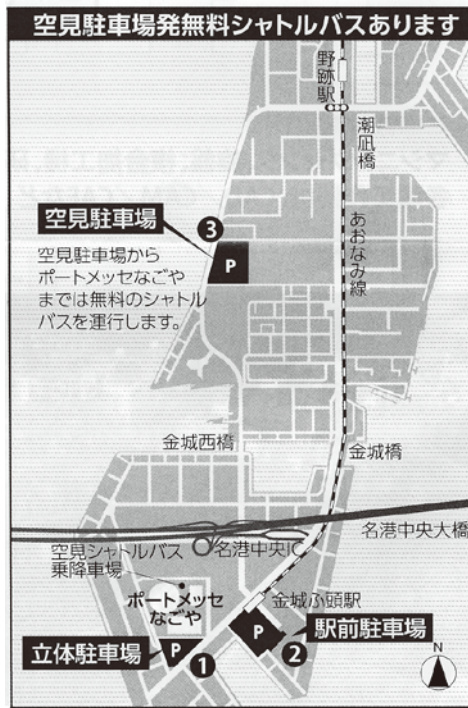 空見駐車場発無料シャトルバスあります
野跡駅
潮凪橋
空見駐車場
3
P
空見駐車場から
ポートメッセなごや
までは無料のシャトル
バスを運行します。
あおなみ線
金城西橋
金城橋
名港中央大橋
名港中央IC
空見シャトルバス
乗降車場
ポートメッセ
なごや
金城ふ頭駅
立体駐車場
P
1
P
2
駅前駐車場
N